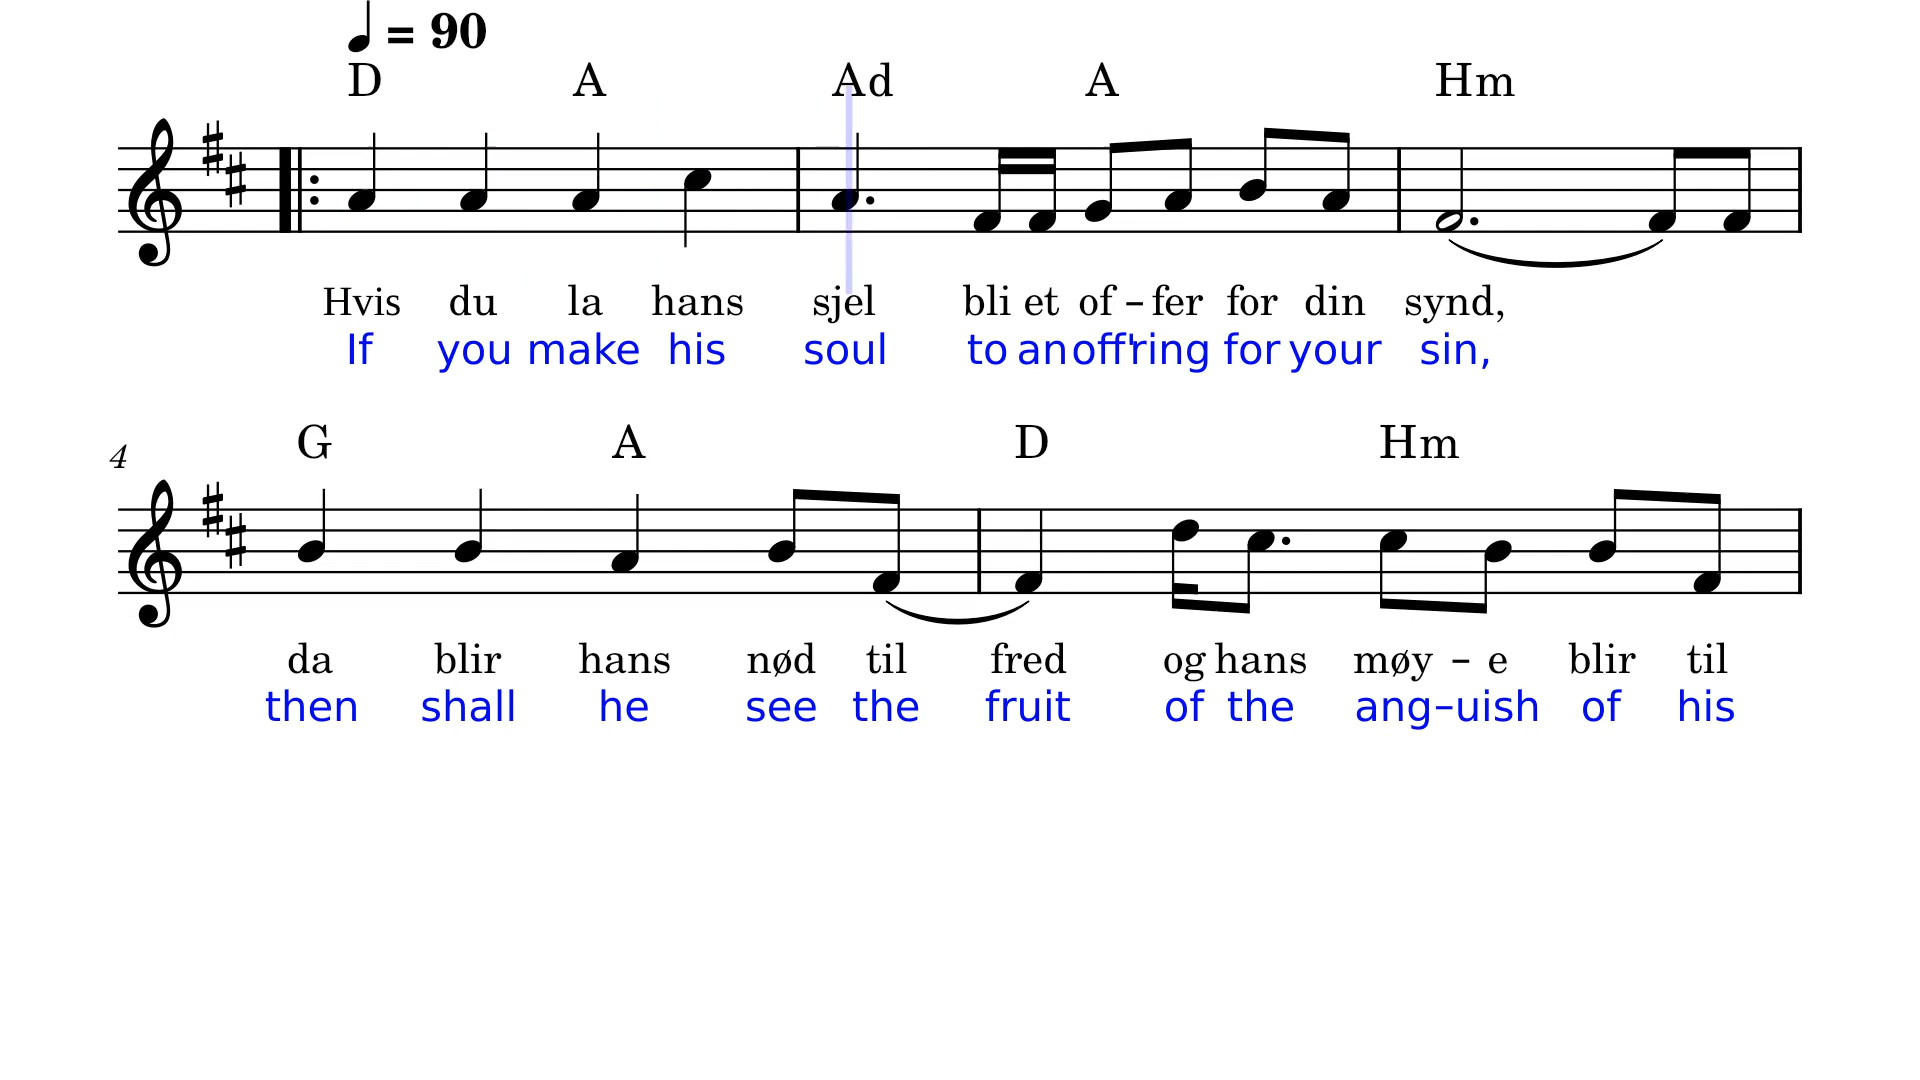 ♩ = 90
D A Ad A Hm
Hvis du la hans sjel bli et of – fer for din synd,
If you make his soul to an off'ring for your sin,
4 G A D Hm
da blir hans nød til fred og hans møy – e blir til
then shall he see the fruit of the ang–uish of his